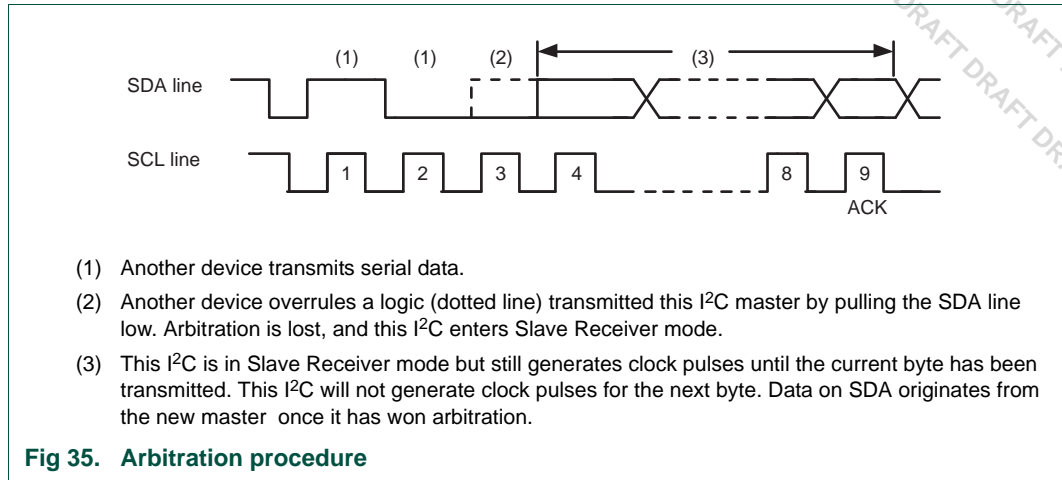 DRAFT DRAFT DR
DRAFT
(1) (1) (2) (3)
SDA line
SCL line
1 2 3 4 8 9
ACK
(1) Another device transmits serial data.
(2) Another device overrules a logic (dotted line) transmitted this I2C master by pulling the SDA line
low. Arbitration is lost, and this I2C enters Slave Receiver mode.
(3) This I2C is in Slave Receiver mode but still generates clock pulses until the current byte has been
transmitted. This I2C will not generate clock pulses for the next byte. Data on SDA originates from
the new master once it has won arbitration.
Fig 35. Arbitration procedure